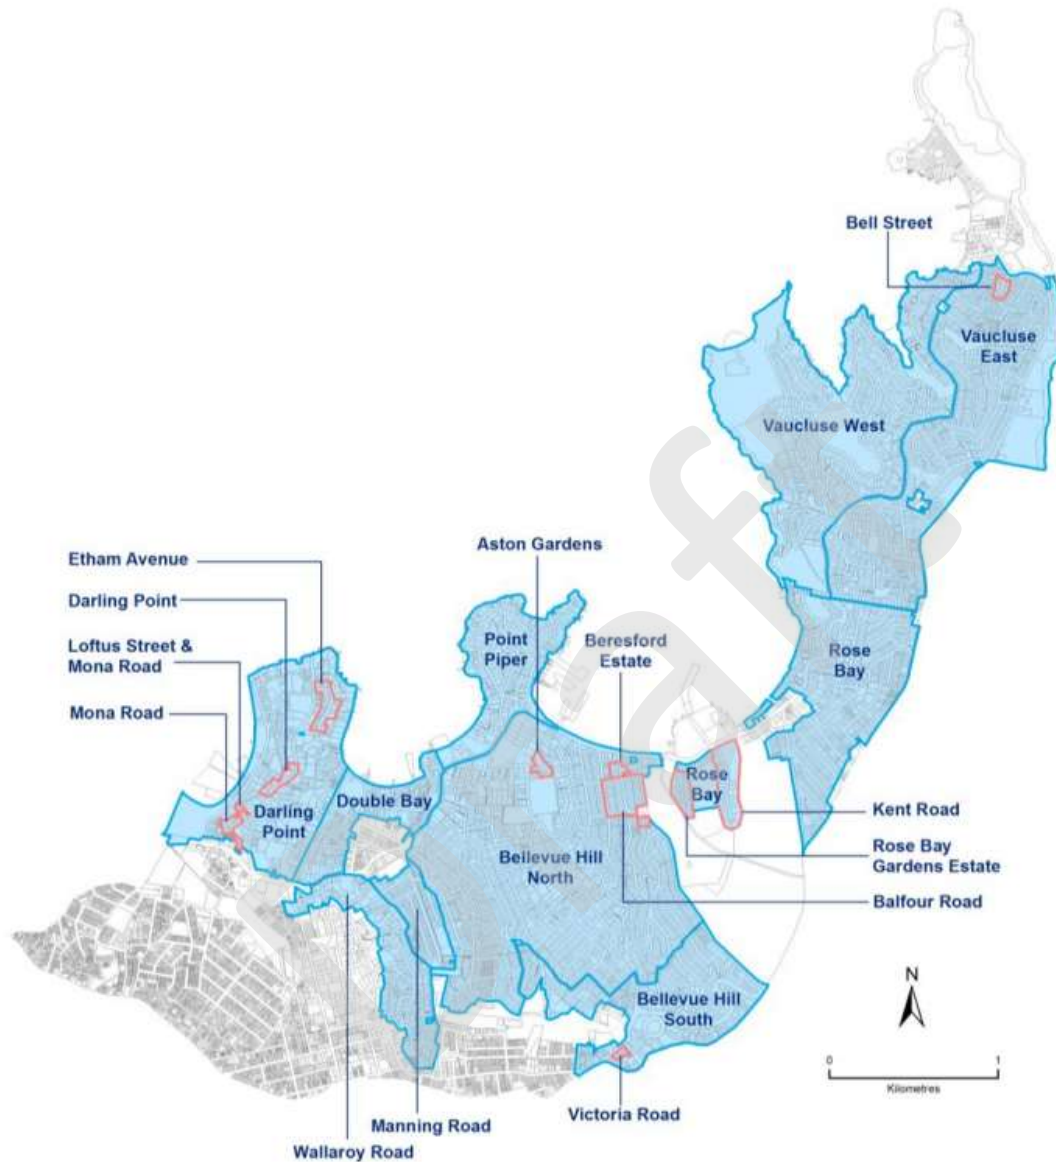 Bell Street
Vaucluse
East
Vaucluse West
Etham Avenue
Aston Gardens
Darling Point
Point
Piper
Beresford
Estate
Rose
Bay
Loftus Street &
Mona Road
Mona Road
Rose
Bay
Double Bay
Darling
Point
Kent Road
Rose Bay
Gardens Estate
Bellevue Hill
North
Balfour Road
N
Bellevue Hill
South
0 1
Kilometres
Victoria Road
Manning Road
Wallaroy Road
Draft